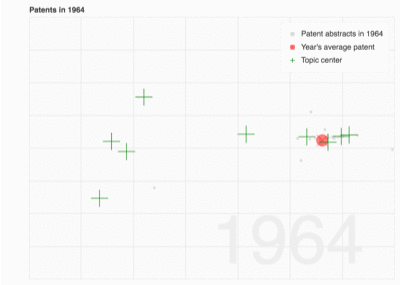 Patents in 1964
Patent abstracts in 1964
Year's average patent
Topic center
1964